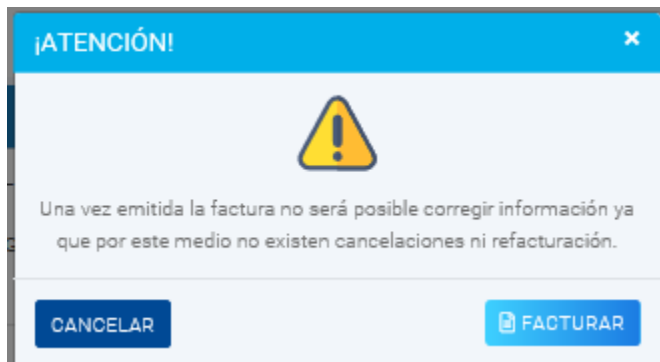 ¡ATENCIÓN!
×
Una vez emitida la factura no será posible corregir información ya
que por este medio no existen cancelaciones ni refacturación.
CANCELAR
FACTURAR